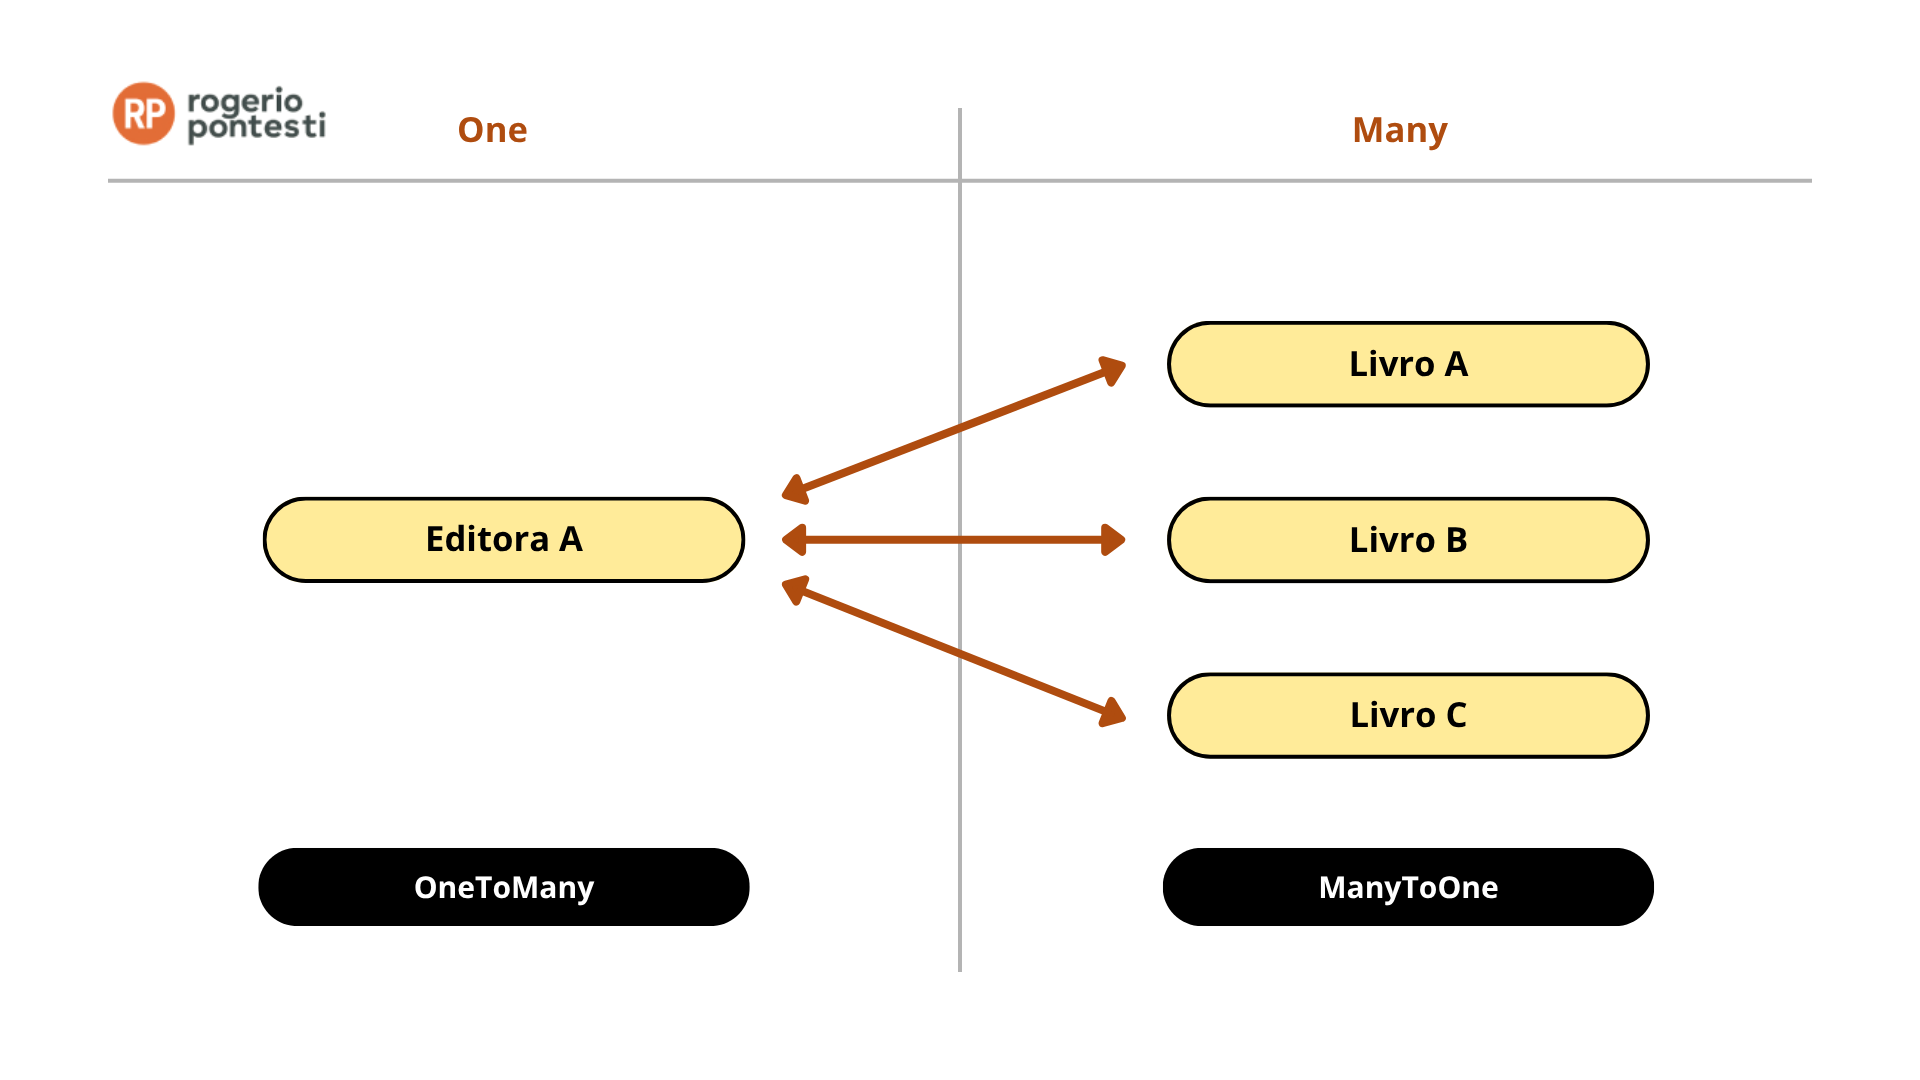 RP
rogerio
pontesti
One
Many
Livro A
Editora A
Livro B
Livro C
OneToMany
ManyToOne